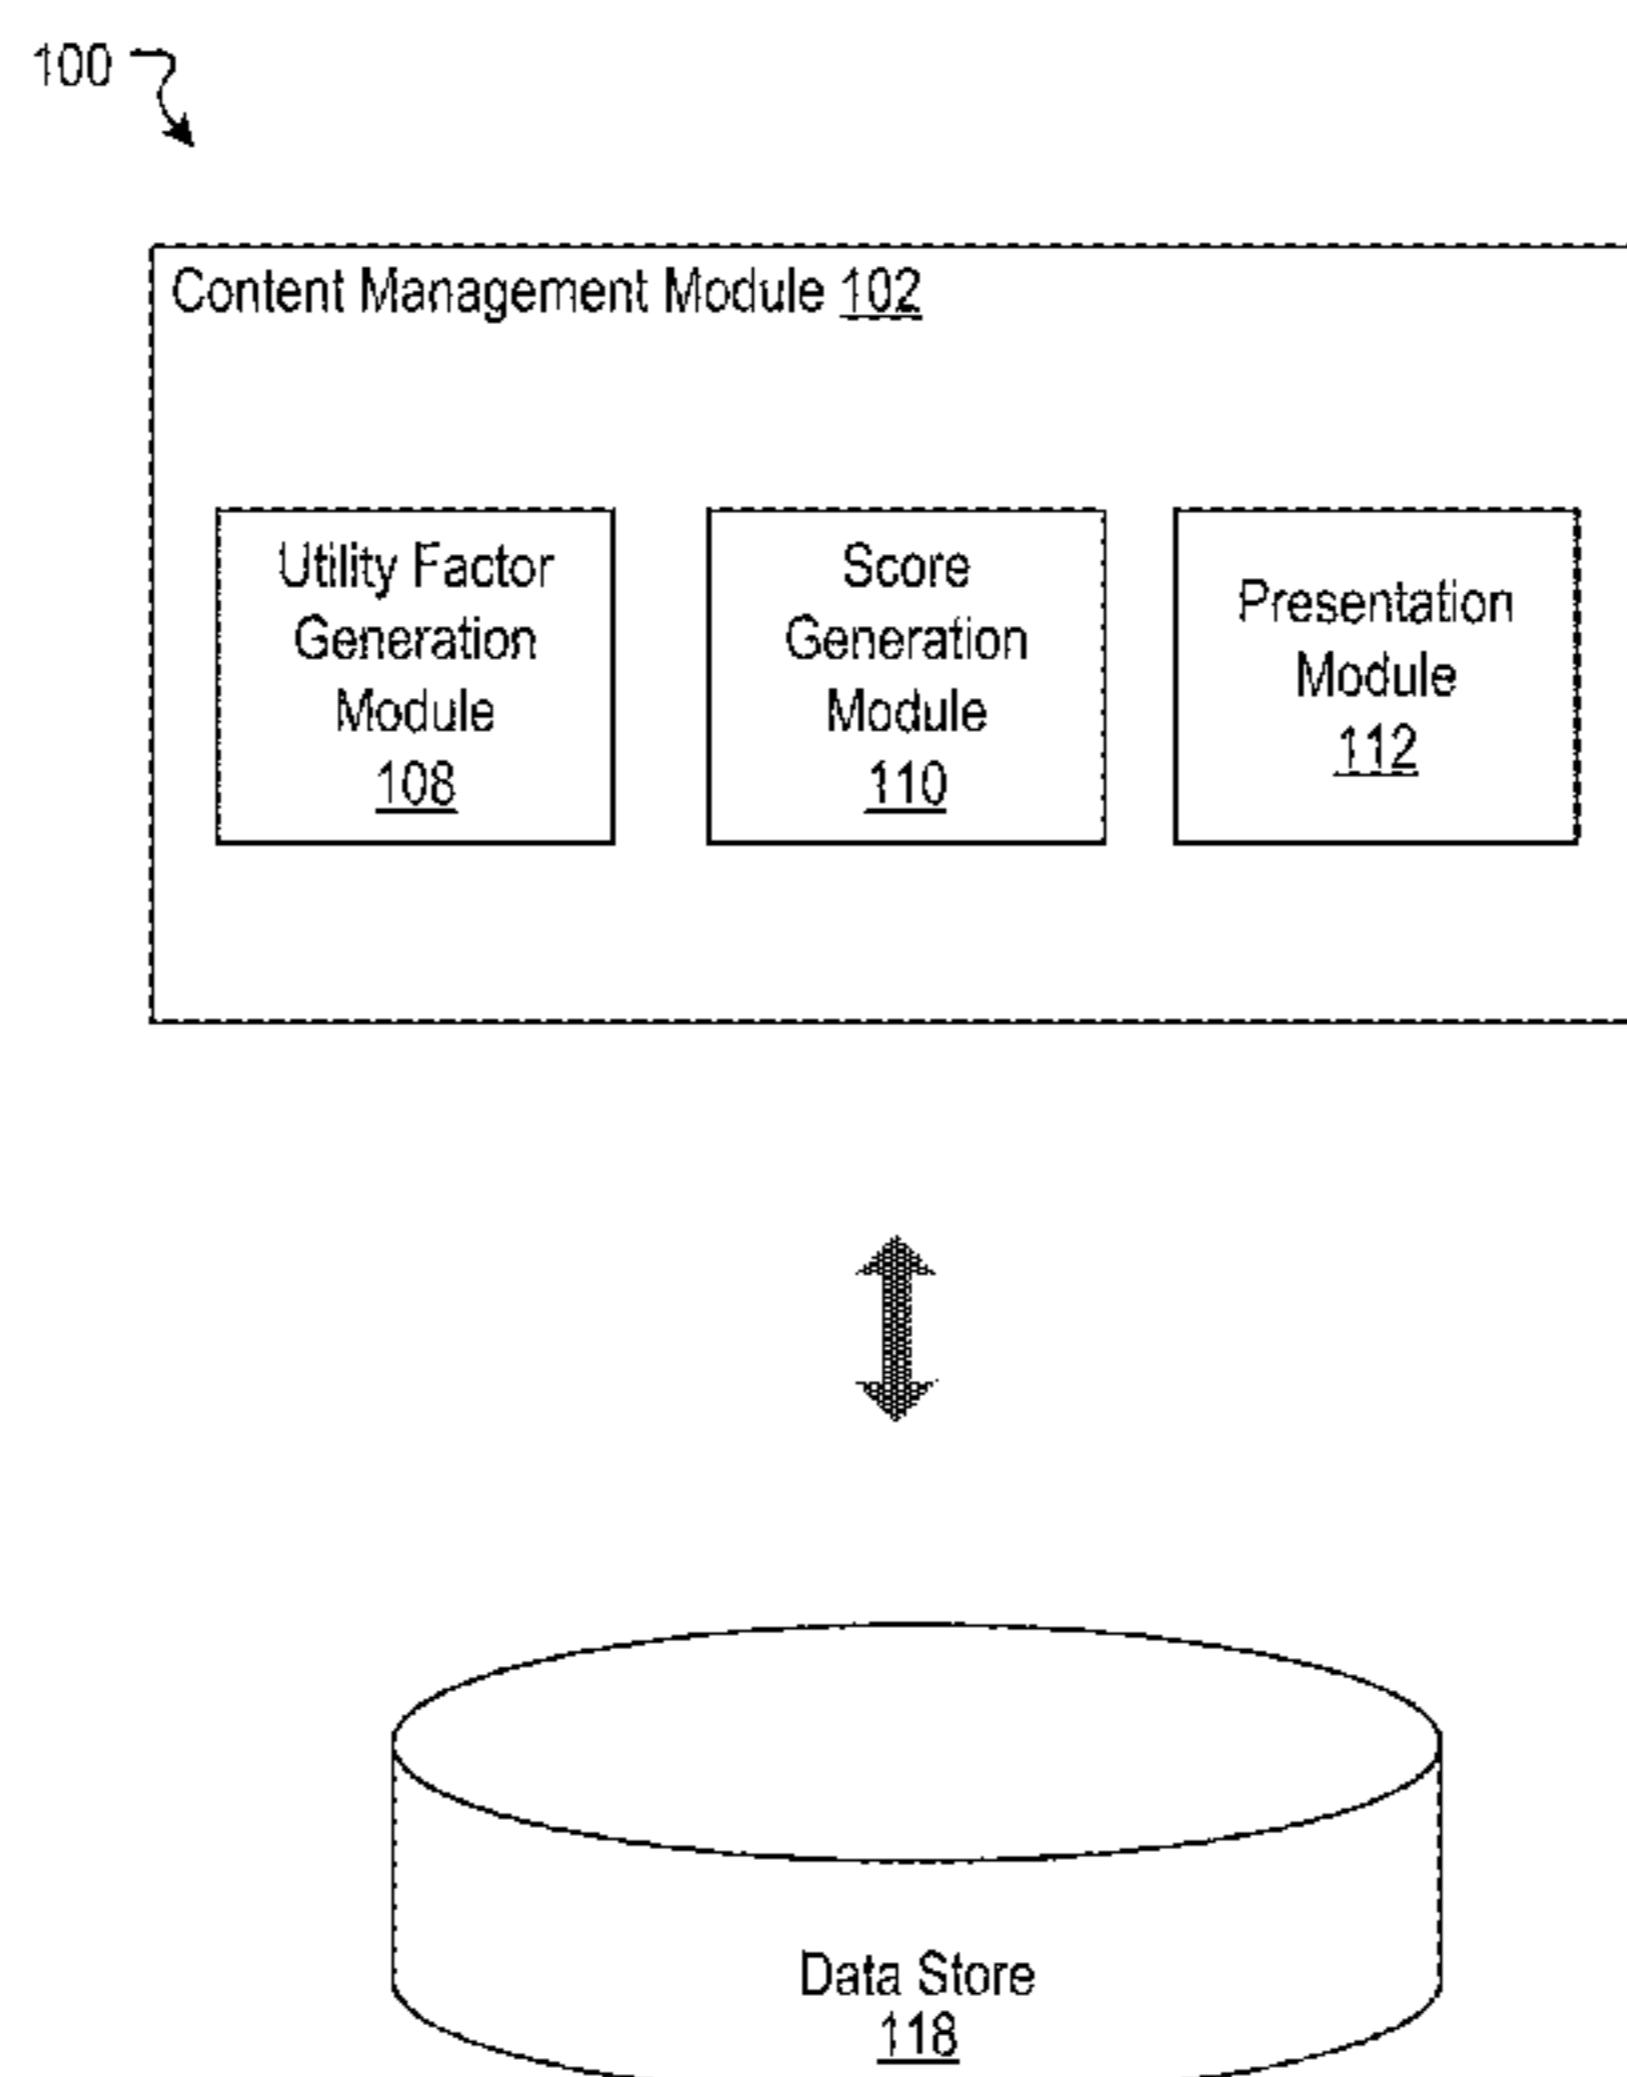 100
Content Management Module 102
Utility Factor
Generation
Module
108
Score
Generation
Module
110
Presentation
Module
112
Data Store
118